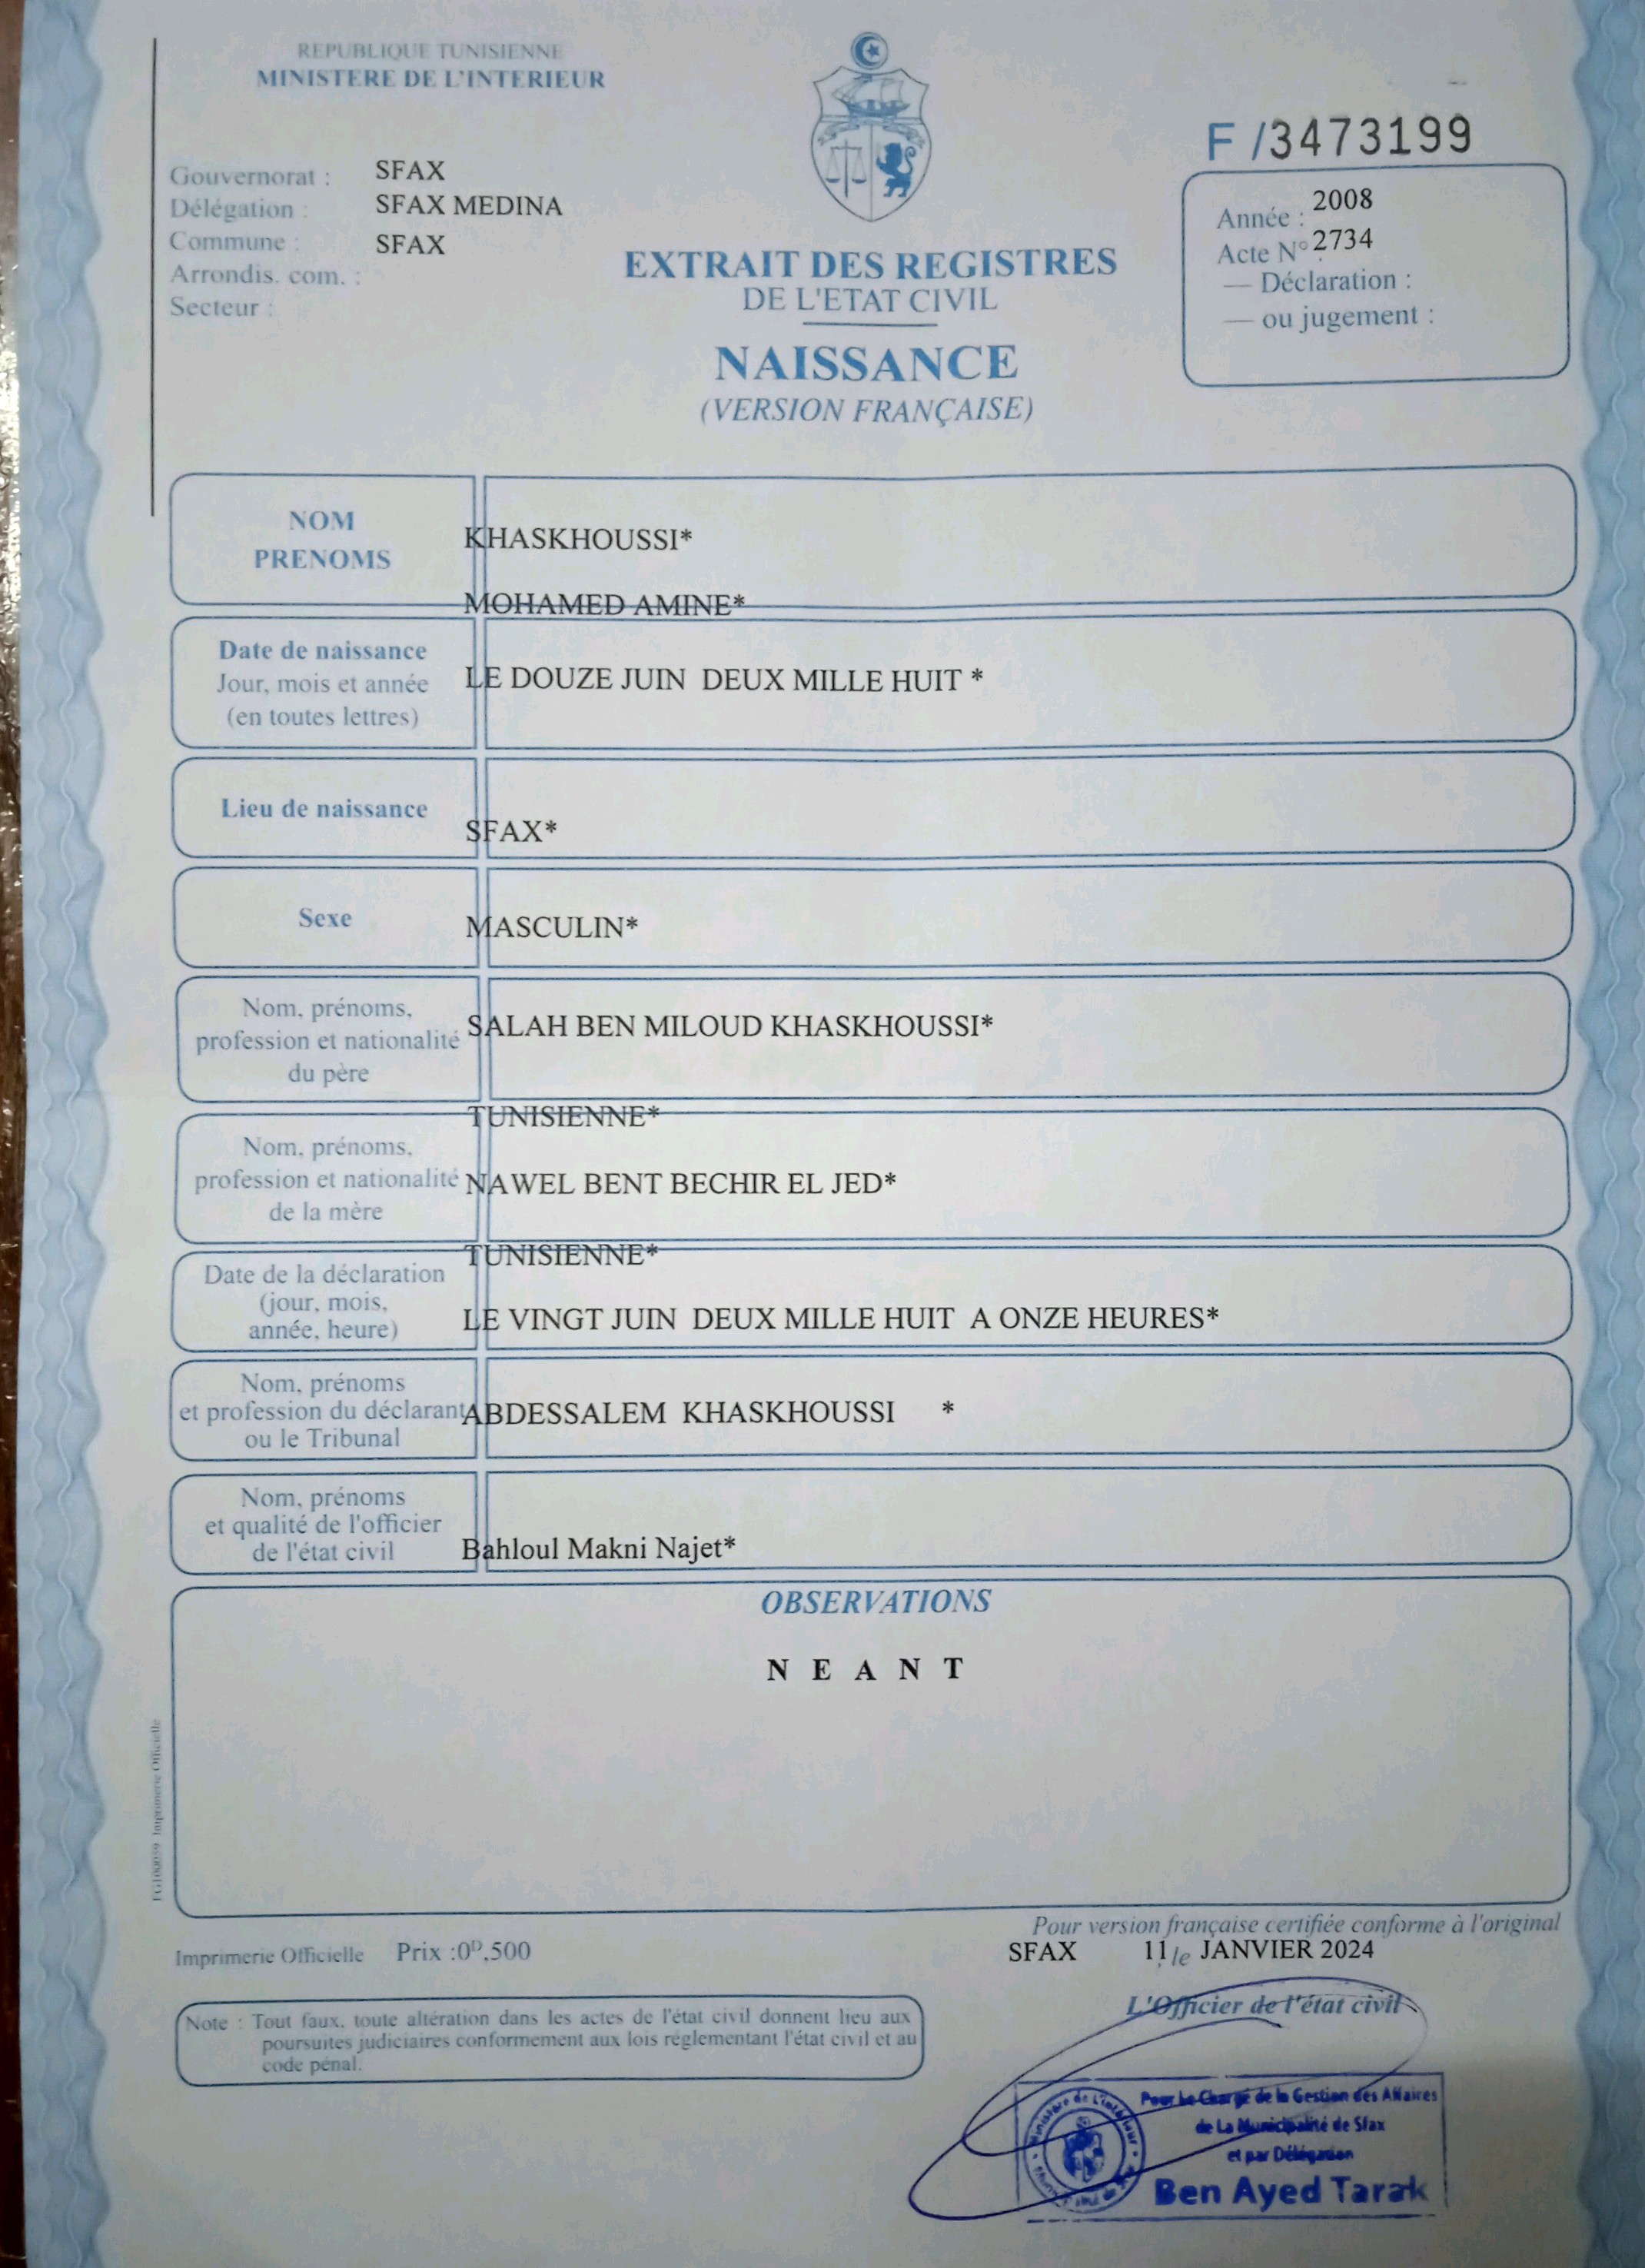 REPUBLIQUE TUNISIENNE
MINISTERE DE L'INTERIEUR
F /3473199
Gouvernorat : SFAX
Délégation : SFAX MEDINA
Commune : SFAX
Arrondis. com. :
Secteur :
Année : 2008
Acte N° 2734
— Déclaration :
— ou jugement :
EXTRAIT DES REGISTRES
DE L'ETAT CIVIL
NAISSANCE
(VERSION FRANÇAISE)
NOM
PRENOMS
KHASKHOUSSI*
MOHAMED AMINE*
Date de naissance
Jour, mois et année
(en toutes lettres)
LE DOUZE JUIN DEUX MILLE HUIT *
Lieu de naissance
SFAX*
Sexe
MASCULIN*
Nom, prénoms,
profession et nationalité
du père
SALAH BEN MILOUD KHASKHOUSSI*
TUNISIENNE*
Nom, prénoms,
profession et nationalité
de la mère
NAWEL BENT BECHIR EL JED*
TUNISIENNE*
Date de la déclaration
(jour, mois,
année, heure)
LE VINGT JUIN DEUX MILLE HUIT A ONZE HEURES*
Nom, prénoms
et profession du déclarant
ou le Tribunal
ABDESSALEM KHASKHOUSSI *
Nom, prénoms
et qualité de l'officier
de l'état civil
Bahloul Makni Najet*
OBSERVATIONS
N E A N T
Imprimerie Officielle
Pour version française certifiée conforme à l'original
Imprimerie Officielle Prix :0ᴰ,500
SFAX 11, le JANVIER 2024
L'Officier de l'état civil
Note : Tout faux, toute altération dans les actes de l'état civil donnent lieu aux
poursuites judiciaires conformement aux lois réglementant l'état civil et au
code pénal.
Pour Le Chargé de la Gestion des Affaires
de La Municipalité de Sfax
et par Délégation
Ben Ayed Tarak
Ministère de L'intérieur